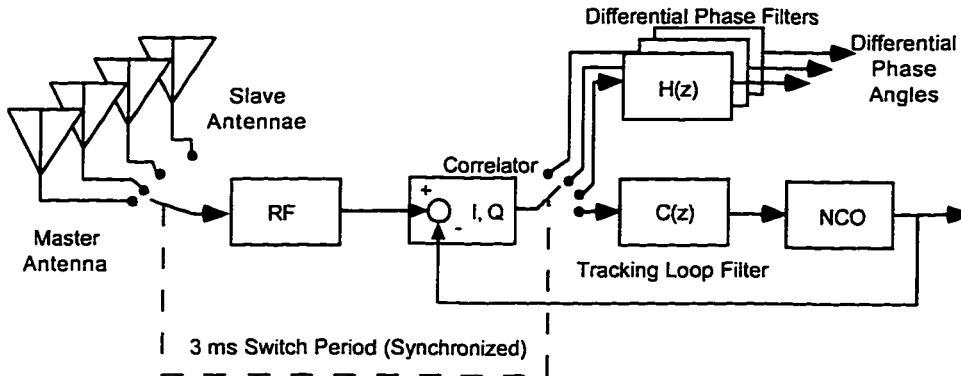 Differential Phase Filters
Differential
Phase
Angles
H(z)
Slave
Antennae
Correlator
+
I, Q
-
RF
C(z)
NCO
Master
Antenna
Tracking Loop Filter
3 ms Switch Period (Synchronized)